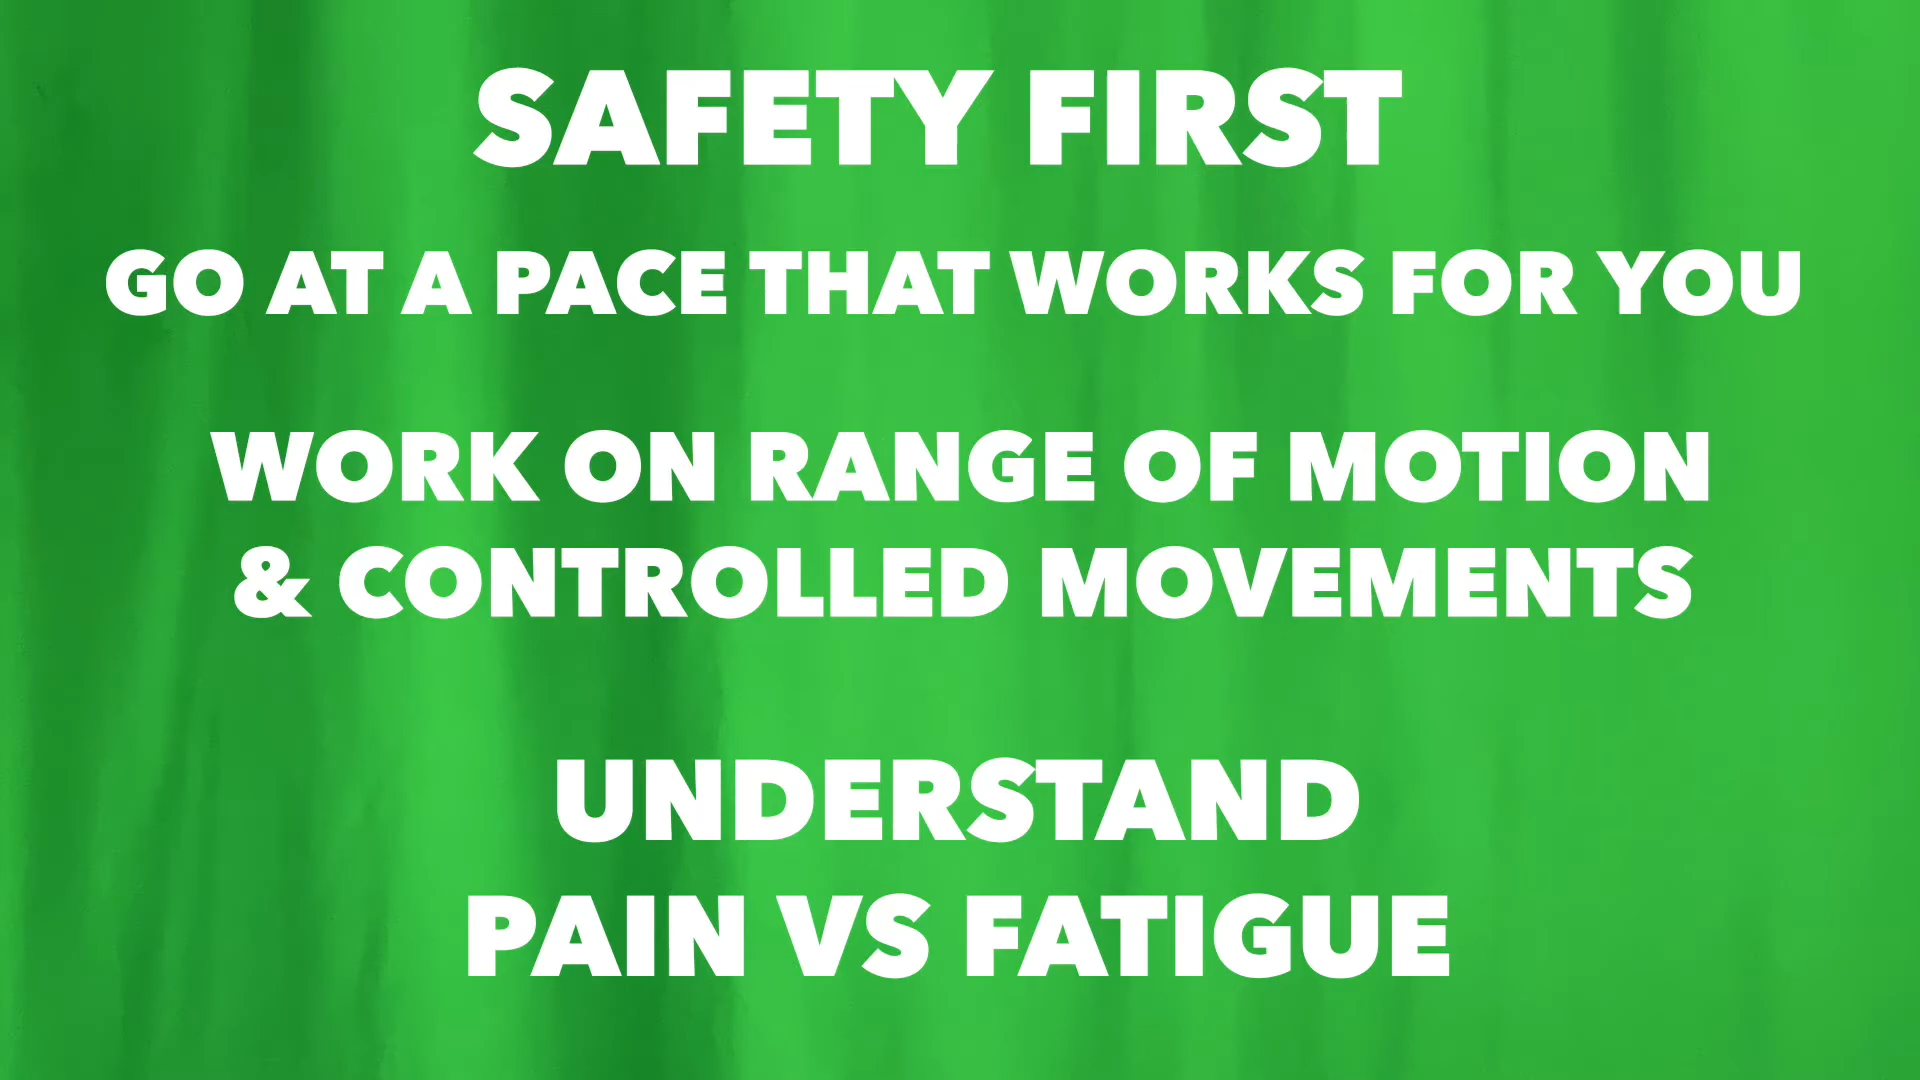 SAFETY FIRST
GO AT A PACE THAT WORKS FOR YOU
WORK ON RANGE OF MOTION
& CONTROLLED MOVEMENTS
UNDERSTAND
PAIN VS FATIGUE